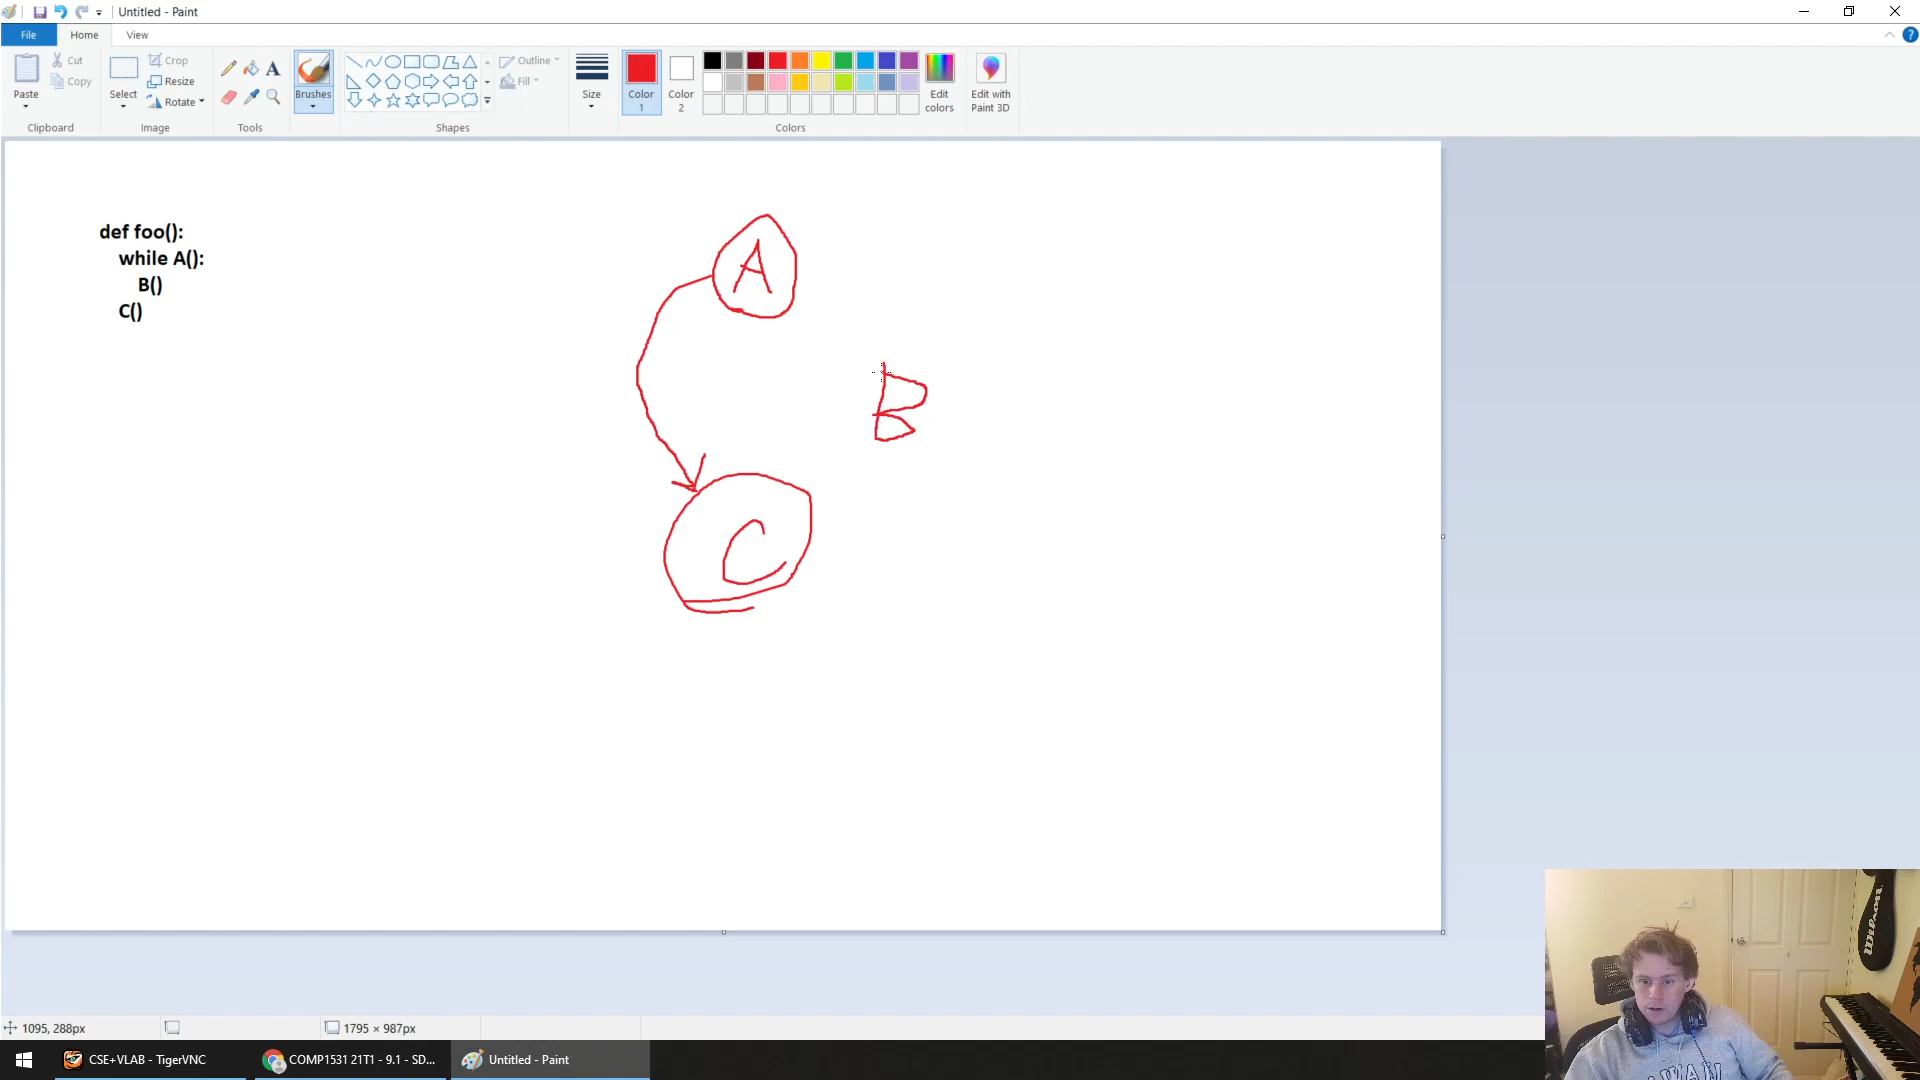 Untitled - Paint
File
Home
View
Paste
Cut
Copy
Clipboard
Select
Crop
Resize
Rotate
Image
A
Tools
Brushes
Outline
Fill
Shapes
Size
Color
1
Color
2
Edit
colors
Edit with
Paint 3D
Colors
?
def foo():
while A():
B()
C()
A
B
C
Wilson
1095, 288px
1795 × 987px
CSE+VLAB - TigerVNC
COMP1531 21T1 - 9.1 - SD...
Untitled - Paint